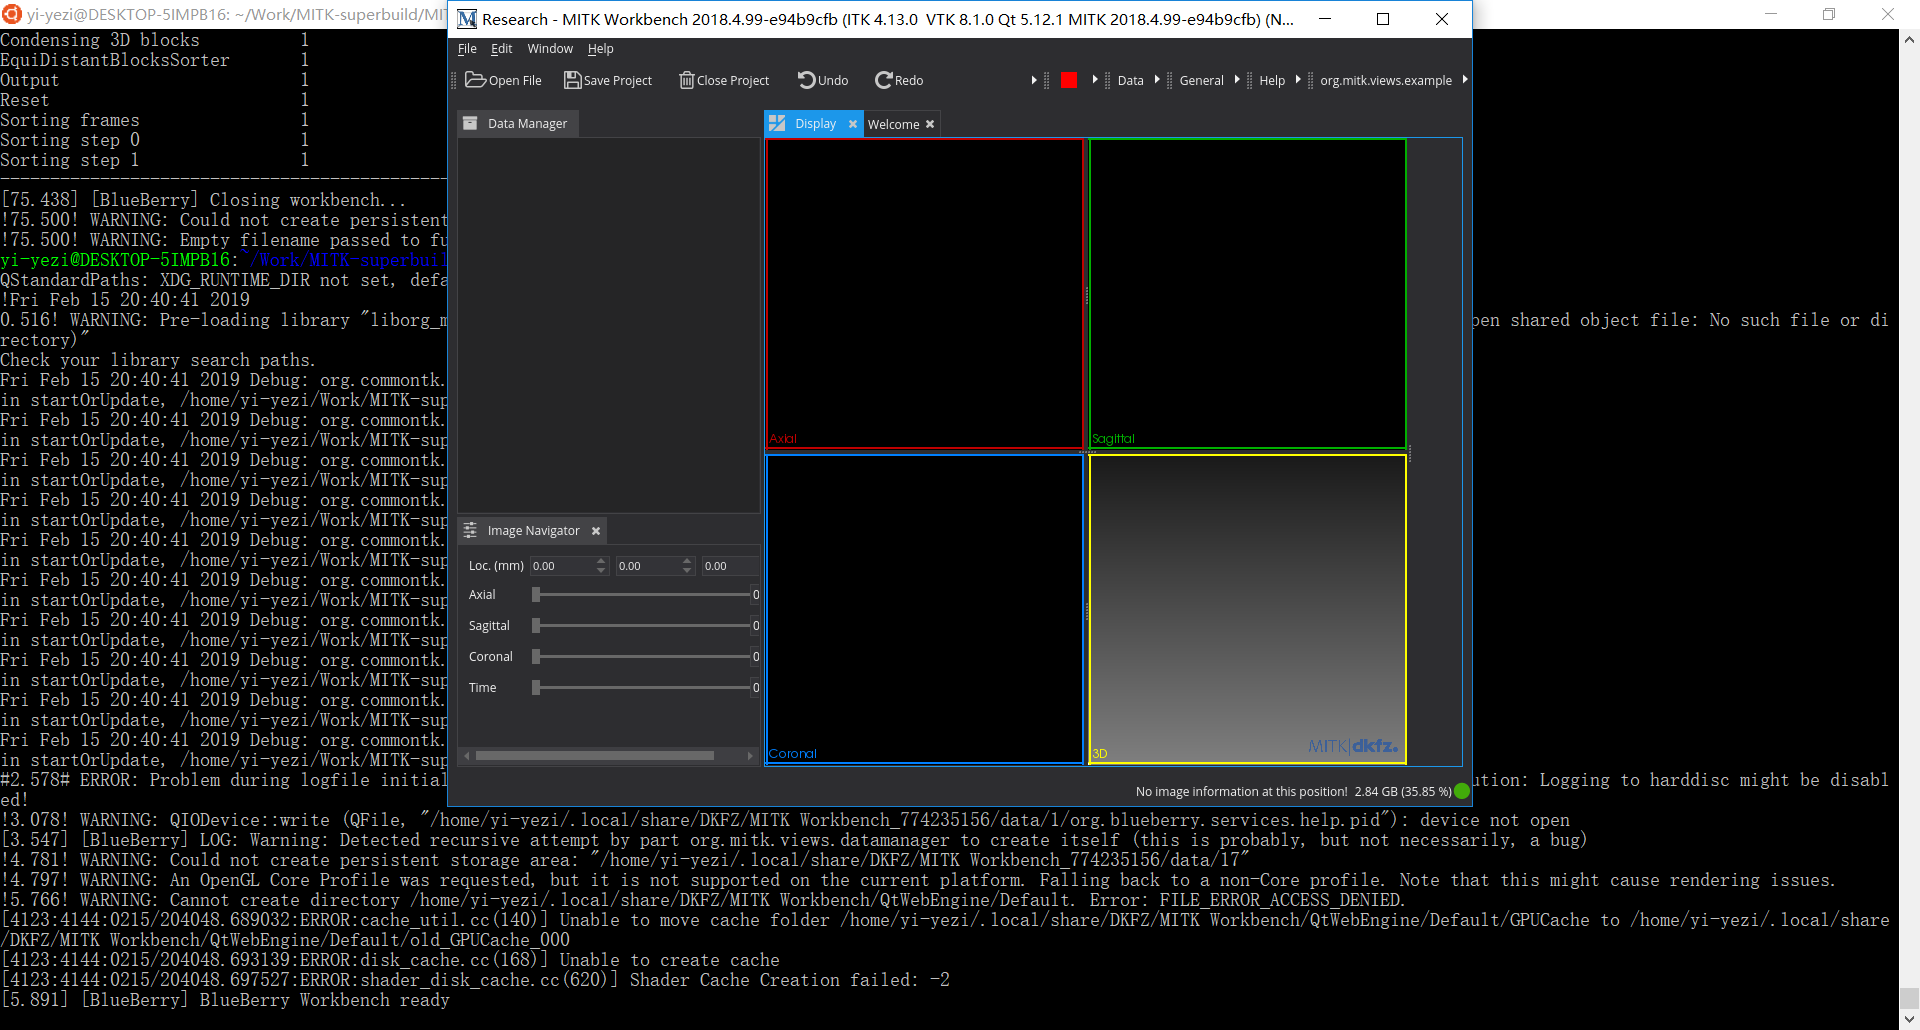 yi-yezi@DESKTOP-5IMPB16: ~/Work/MITK-superbuild/MI
Condensing 3D blocks 1
EquiDistantBlocksSorter 1
Output 1
Reset 1
Sorting frames 1
Sorting step 0 1
Sorting step 1 1
[75.438] [BlueBerry] Closing workbench...
!75.500! WARNING: Could not create persistent
!75.500! WARNING: Empty filename passed to fu
yi-yezi@DESKTOP-5IMPB16:~/Work/MITK-superbuil
QStandardPaths: XDG_RUNTIME_DIR not set, defa
!Fri Feb 15 20:40:41 2019
0.516! WARNING: Pre-loading library "liborg_m pen shared object file: No such file or di
rectory)"
Check your library search paths.
Fri Feb 15 20:40:41 2019 Debug: org.commontk.
in startOrUpdate, /home/yi-yezi/Work/MITK-sup
Fri Feb 15 20:40:41 2019 Debug: org.commontk.
in startOrUpdate, /home/yi-yezi/Work/MITK-sup
Fri Feb 15 20:40:41 2019 Debug: org.commontk.
in startOrUpdate, /home/yi-yezi/Work/MITK-sup
Fri Feb 15 20:40:41 2019 Debug: org.commontk.
in startOrUpdate, /home/yi-yezi/Work/MITK-sup
Fri Feb 15 20:40:41 2019 Debug: org.commontk.
in startOrUpdate, /home/yi-yezi/Work/MITK-sup
Fri Feb 15 20:40:41 2019 Debug: org.commontk.
in startOrUpdate, /home/yi-yezi/Work/MITK-sup
Fri Feb 15 20:40:41 2019 Debug: org.commontk.
in startOrUpdate, /home/yi-yezi/Work/MITK-sup
Fri Feb 15 20:40:41 2019 Debug: org.commontk.
in startOrUpdate, /home/yi-yezi/Work/MITK-sup
Fri Feb 15 20:40:41 2019 Debug: org.commontk.
in startOrUpdate, /home/yi-yezi/Work/MITK-sup
Fri Feb 15 20:40:41 2019 Debug: org.commontk.
in startOrUpdate, /home/yi-yezi/Work/MITK-sup
#2.578# ERROR: Problem during logfile initial ution: Logging to harddisc might be disabl
ed!
!3.078! WARNING: QIODevice::write (QFile, "/home/yi-yezi/.local/share/DKFZ/MITK Workbench_774235156/data/1/org.blueberry.services.help.pid"): device not open
[3.547] [BlueBerry] LOG: Warning: Detected recursive attempt by part org.mitk.views.datamanager to create itself (this is probably, but not necessarily, a bug)
!4.781! WARNING: Could not create persistent storage area: "/home/yi-yezi/.local/share/DKFZ/MITK Workbench_774235156/data/17"
!4.797! WARNING: An OpenGL Core Profile was requested, but it is not supported on the current platform. Falling back to a non-Core profile. Note that this might cause rendering issues.
!5.766! WARNING: Cannot create directory /home/yi-yezi/.local/share/DKFZ/MITK Workbench/QtWebEngine/Default. Error: FILE_ERROR_ACCESS_DENIED.
[4123:4144:0215/204048.689032:ERROR:cache_util.cc(140)] Unable to move cache folder /home/yi-yezi/.local/share/DKFZ/MITK Workbench/QtWebEngine/Default/GPUCache to /home/yi-yezi/.local/share
/DKFZ/MITK Workbench/QtWebEngine/Default/old_GPUCache_000
[4123:4144:0215/204048.693139:ERROR:disk_cache.cc(168)] Unable to create cache
[4123:4144:0215/204048.697527:ERROR:shader_disk_cache.cc(620)] Shader Cache Creation failed: -2
[5.891] [BlueBerry] BlueBerry Workbench ready
Research - MITK Workbench 2018.4.99-e94b9cfb (ITK 4.13.0 VTK 8.1.0 Qt 5.12.1 MITK 2018.4.99-e94b9cfb) (N...
File Edit Window Help
Open File Save Project Close Project Undo Redo Data General Help org.mitk.views.example
Data Manager
Display Welcome
Axial
Sagittal
Coronal
3D
MITK|dkfz.
Image Navigator
Loc. (mm) 0.00 0.00 0.00
Axial 0
Sagittal 0
Coronal 0
Time 0
No image information at this position! 2.84 GB (35.85 %)